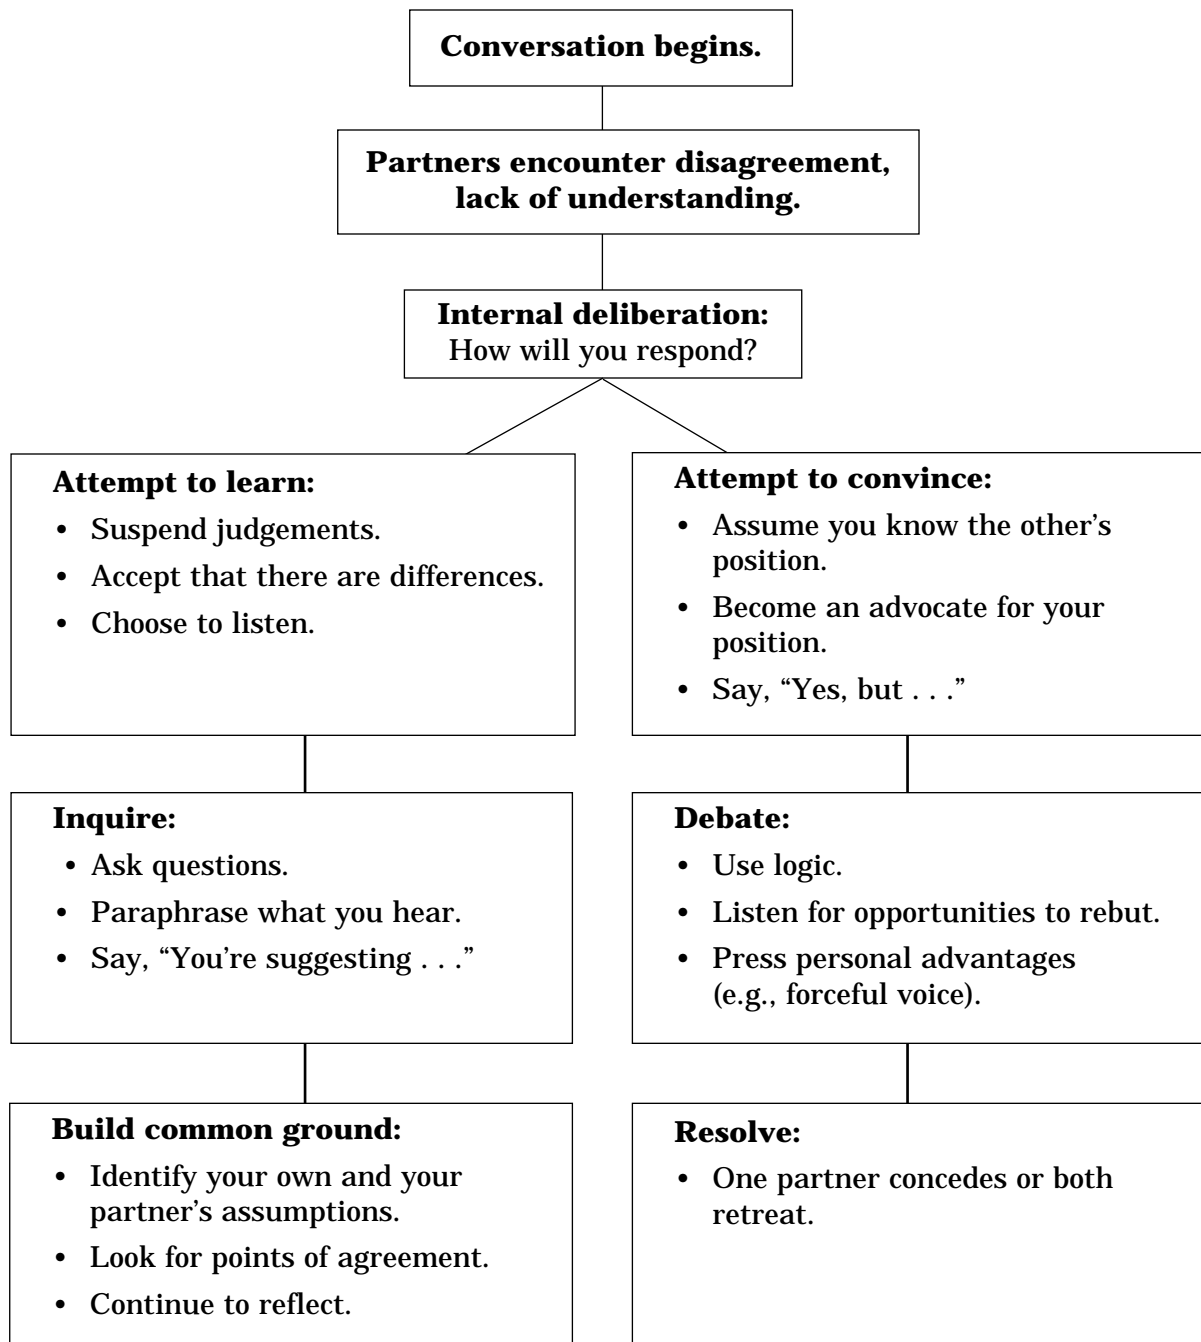 Conversation begins.
Partners encounter disagreement,
lack of understanding.
Internal deliberation:
How will you respond?
Attempt to learn:
• Suspend judgements.
• Accept that there are differences.
• Choose to listen.
Attempt to convince:
• Assume you know the other’s
position.
• Become an advocate for your
position.
• Say, “Yes, but . . .”
Inquire:
• Ask questions.
• Paraphrase what you hear.
• Say, “You’re suggesting . . .”
Debate:
• Use logic.
• Listen for opportunities to rebut.
• Press personal advantages
(e.g., forceful voice).
Build common ground:
• Identify your own and your
partner’s assumptions.
• Look for points of agreement.
• Continue to reflect.
Resolve:
• One partner concedes or both
retreat.